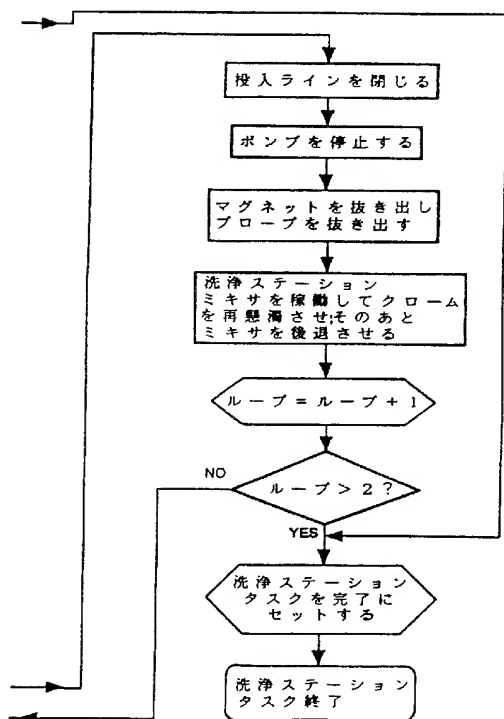 投入ラインを閉じる
ポンプを停止する
マグネットを抜き出し
プローブを抜き出す
洗浄ステーション
ミキサを稼働してクローム
を再懸濁させ;そのあと
ミキサを後退させる
ループ=ループ+1
NO
ループ>2?
YES
洗浄ステーション
タスクを完了に
セットする
洗浄ステーション
タスク終了